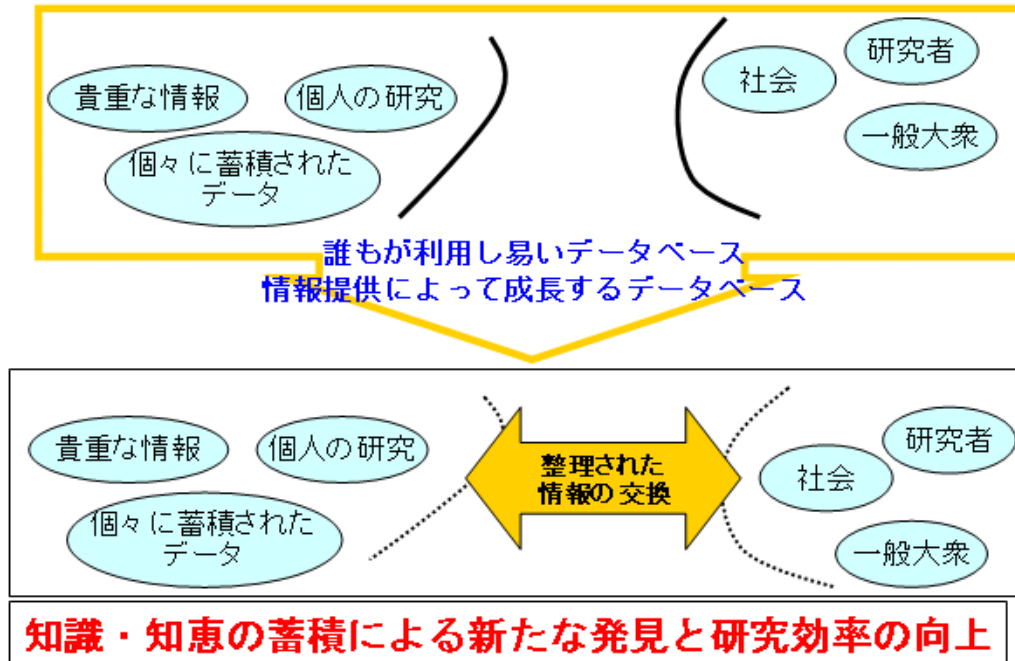 貴重な情報
個人の研究
個々に蓄積された
データ
社会
研究者
一般大衆
誰もが利用し易いデータベース
情報提供によって成長するデータベース
貴重な情報
個人の研究
個々に蓄積された
データ
整理された
情報の交換
社会
研究者
一般大衆
知識・知恵の蓄積による新たな発見と研究効率の向上